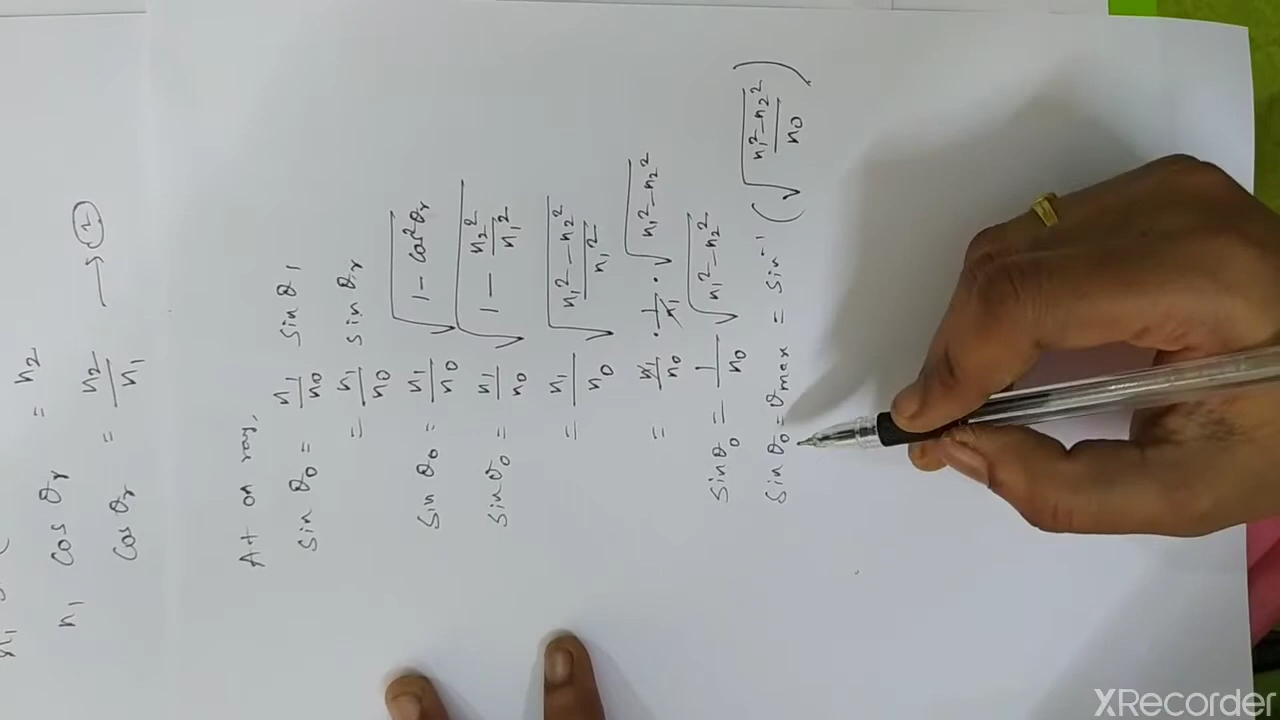 n1 cos θr = n2
cos θr = n2/n1 → ②
At on ray,
sin θ0 = n1/n0 sin θ1
= n1/n0 sin θr
sin θ0 = n1/n0 √(1 - cos²θr)
sin θ0 = n1/n0 √(1 - n2²/n1²)
= n1/n0 √((n1² - n2²)/n1²)
= n1/n0 · 1/n1 · √(n1² - n2²)
sin θ0 = 1/n0 √(n1² - n2²)
sin θ0 = θmax = sin⁻¹ (√(n1² - n2²)/n0)
XRecorder